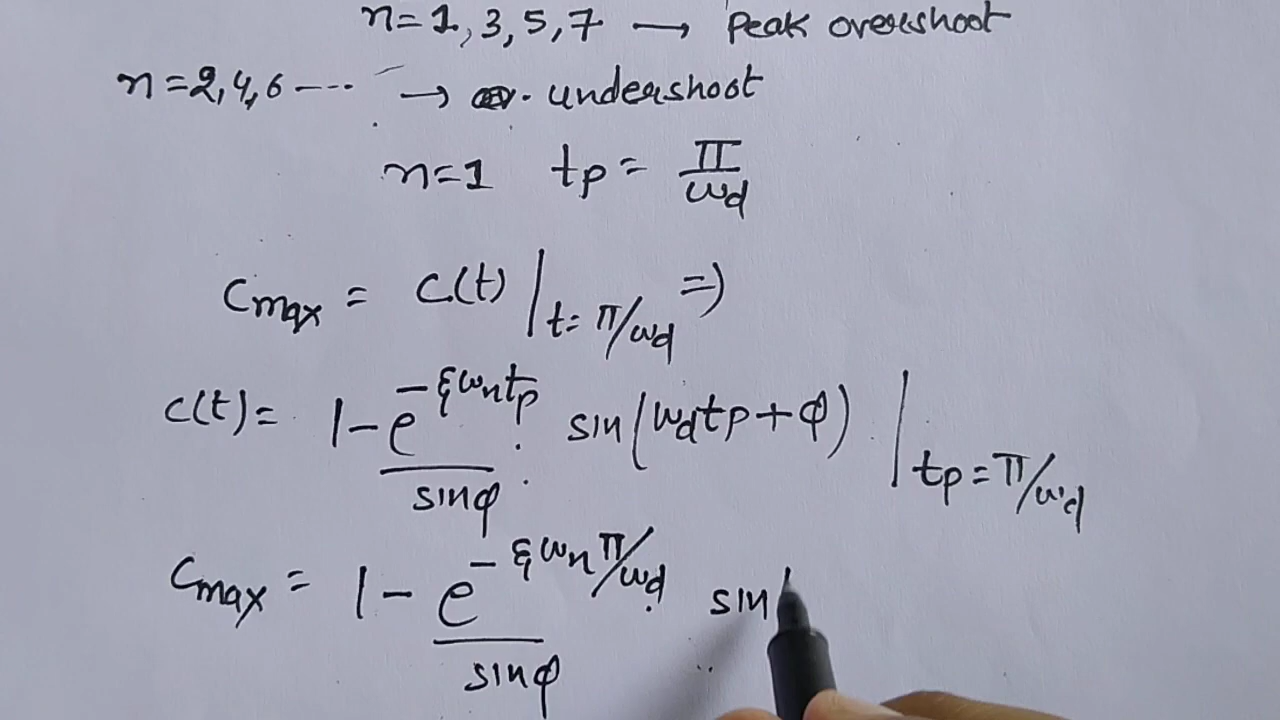 n=1,3,5,7 → Peak overshoot
n=2,4,6---- → undershoot
n=1 tp = π/ωd
Cmax = C(t) | t=π/ωd =>
C(t)= 1-e^-ξωntp/sinφ sin(ωdtp+φ) | tp=π/ωd
Cmax = 1-e^-ξωnπ/ωd/sinφ sin(